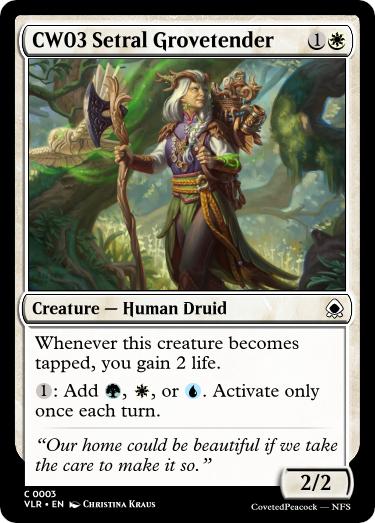 CW03 Setral Grovetender 1
Creature — Human Druid
Whenever this creature becomes
tapped, you gain 2 life.
1: Add , , or . Activate only
once each turn.
“Our home could be beautiful if we take
the care to make it so.”
2/2
C 0003
VLR • EN Christina Kraus
CovetedPeacock — NFS